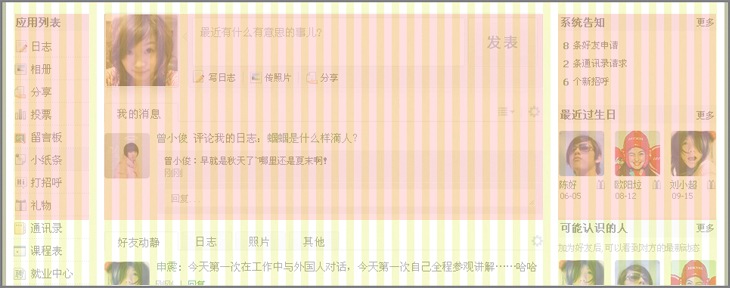 应用列表
日志
相册
分享
投票
留言板
小纸条
打招呼
礼物
通讯录
课程表
就业中心
最近有什么有意思的事儿?
发表
写日志 传照片 分享
我的消息
曾小俊 评论我的日志：蝈蝈是什么样滴人?
曾小俊：早就是秋天了~哪里还是夏末啊!
刚刚
回复
好友动静 日志 照片 其他
申震：今天第一次在工作中与外国人对话，今天第一次自己全程参观讲解……哈哈
刚刚 回复
系统告知 更多
8 条好友申请
2 条通讯录请求
6 个新招呼
最近过生日 更多
陈好 欧阳垃 刘小超
06-05 08-12 09-15
可能认识的人 更多
加为好友后 可以看到对方的最新动态